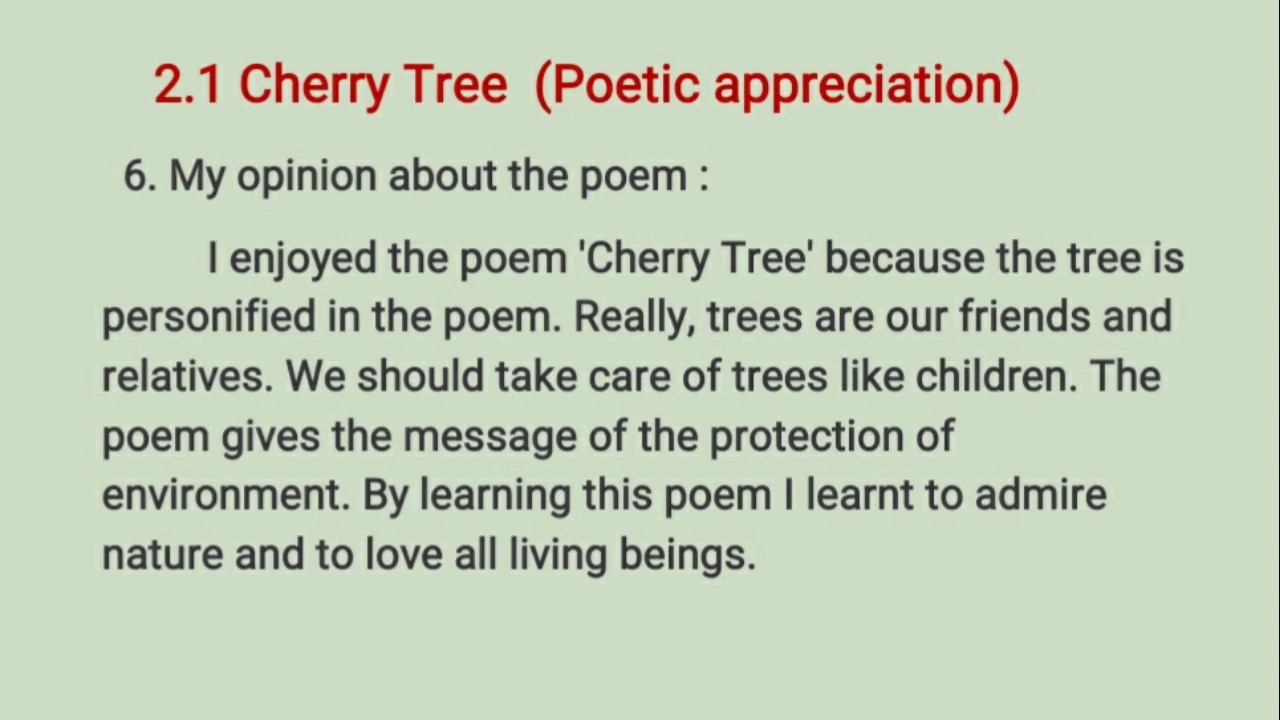 2.1 Cherry Tree (Poetic appreciation)
6. My opinion about the poem :
I enjoyed the poem 'Cherry Tree' because the tree is
personified in the poem. Really, trees are our friends and
relatives. We should take care of trees like children. The
poem gives the message of the protection of
environment. By learning this poem I learnt to admire
nature and to love all living beings.